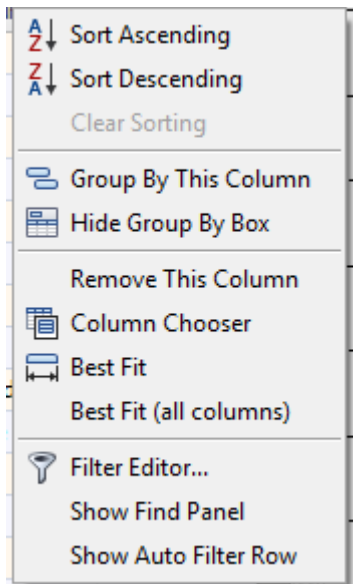 Sort Ascending
Sort Descending
Clear Sorting
Group By This Column
Hide Group By Box
Remove This Column
Column Chooser
Best Fit
Best Fit (all columns)
Filter Editor...
Show Find Panel
Show Auto Filter Row